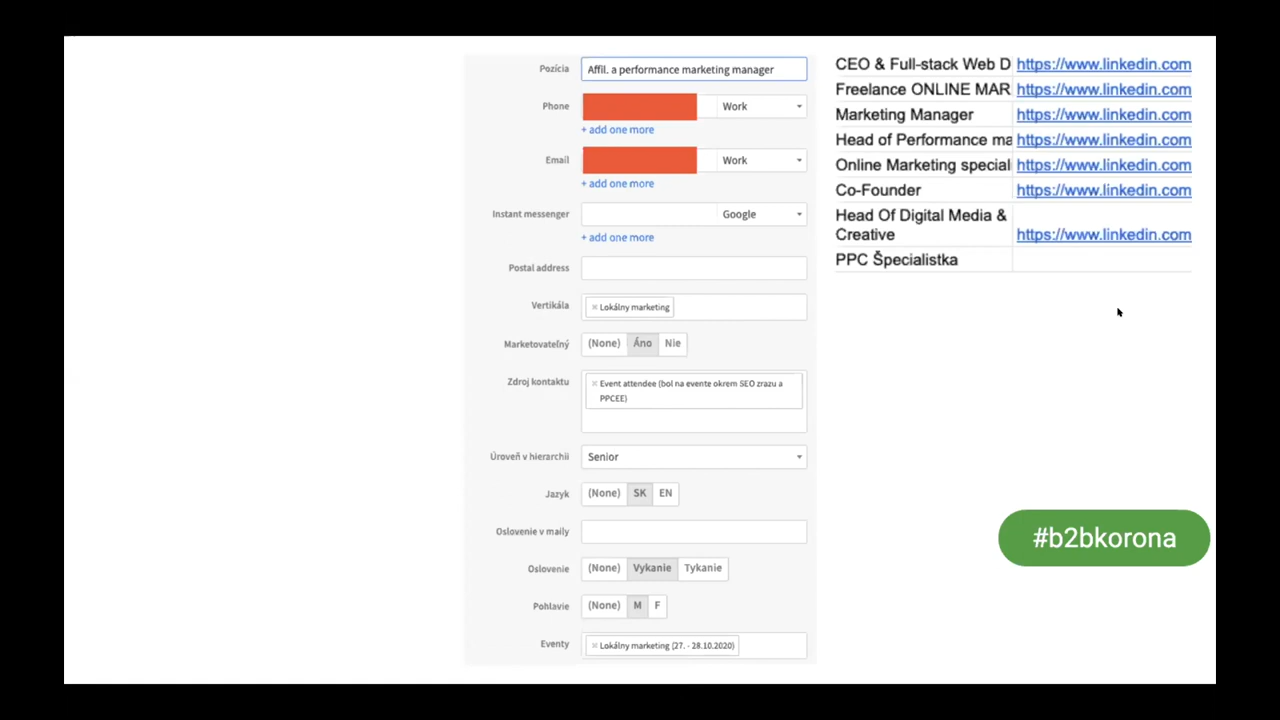 Pozícia Affil. a performance marketing manager
Phone Work
+ add one more
Email Work
+ add one more
Instant messenger Google
+ add one more
Postal address
Vertikála × Lokálny marketing
Marketovateľný (None) Áno Nie
Zdroj kontaktu × Event attendee (bol na evente okrem SEO zrazu a
PPCEE)
Úroveň v hierarchii Senior
Jazyk (None) SK EN
Oslovenie v maily
Oslovenie (None) Vykanie Tykanie
Pohlavie (None) M F
Eventy × Lokálny marketing (27. - 28.10.2020)
CEO & Full-stack Web D https://www.linkedin.com
Freelance ONLINE MAR https://www.linkedin.com
Marketing Manager https://www.linkedin.com
Head of Performance ma https://www.linkedin.com
Online Marketing special https://www.linkedin.com
Co-Founder https://www.linkedin.com
Head Of Digital Media &
Creative https://www.linkedin.com
PPC Špecialistka
#b2bkorona